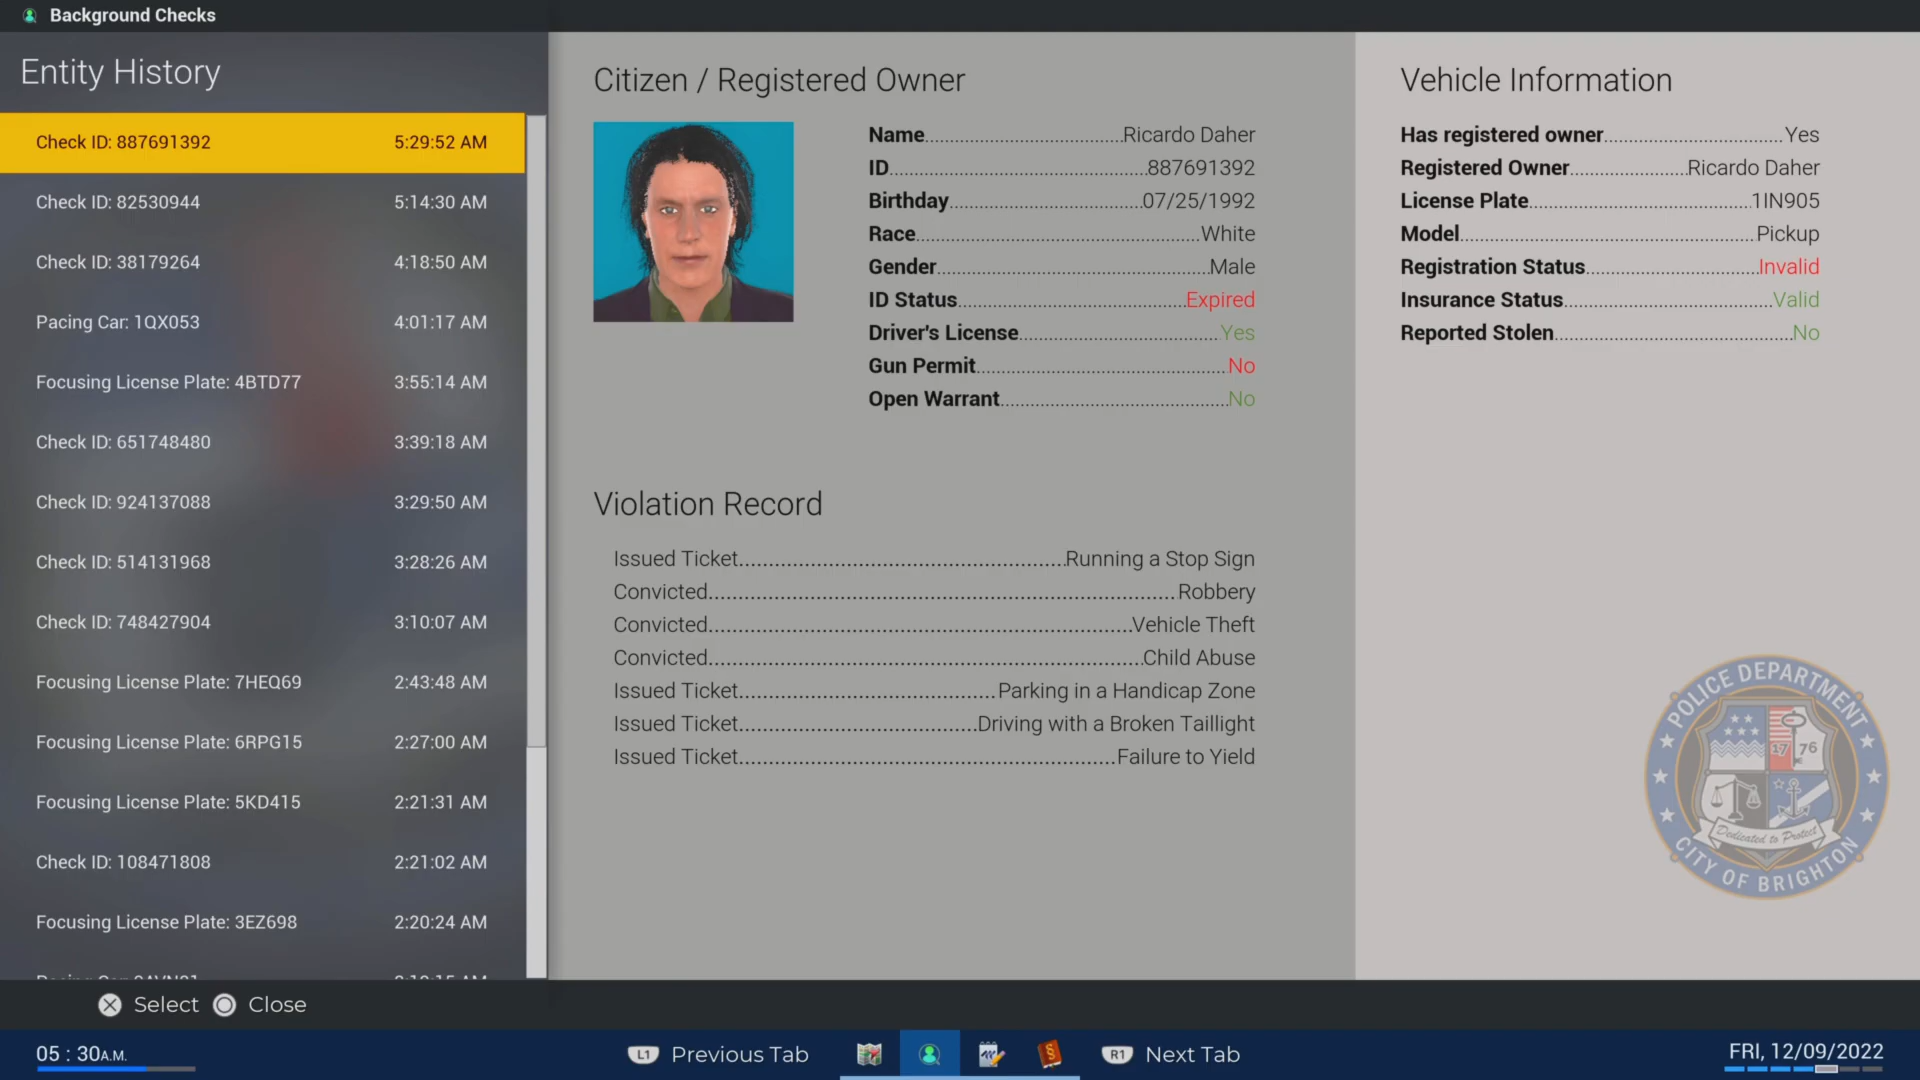 Background Checks
Entity History
Check ID: 887691392 5:29:52 AM
Check ID: 82530944 5:14:30 AM
Check ID: 38179264 4:18:50 AM
Pacing Car: 1QX053 4:01:17 AM
Focusing License Plate: 4BTD77 3:55:14 AM
Check ID: 651748480 3:39:18 AM
Check ID: 924137088 3:29:50 AM
Check ID: 514131968 3:28:26 AM
Check ID: 748427904 3:10:07 AM
Focusing License Plate: 7HEQ69 2:43:48 AM
Focusing License Plate: 6RPG15 2:27:00 AM
Focusing License Plate: 5KD415 2:21:31 AM
Check ID: 108471808 2:21:02 AM
Focusing License Plate: 3EZ698 2:20:24 AM
Citizen / Registered Owner
Name Ricardo Daher
ID 887691392
Birthday 07/25/1992
Race White
Gender Male
ID Status Expired
Driver's License Yes
Gun Permit No
Open Warrant No
Violation Record
Issued Ticket Running a Stop Sign
Convicted Robbery
Convicted Vehicle Theft
Convicted Child Abuse
Issued Ticket Parking in a Handicap Zone
Issued Ticket Driving with a Broken Taillight
Issued Ticket Failure to Yield
Vehicle Information
Has registered owner Yes
Registered Owner Ricardo Daher
License Plate 1IN905
Model Pickup
Registration Status Invalid
Insurance Status Valid
Reported Stolen No
POLICE DEPARTMENT
17 76
Dedicated to Protect
CITY OF BRIGHTON
Select Close
05 : 30 A.M.
L1 Previous Tab
R1 Next Tab
FRI, 12/09/2022